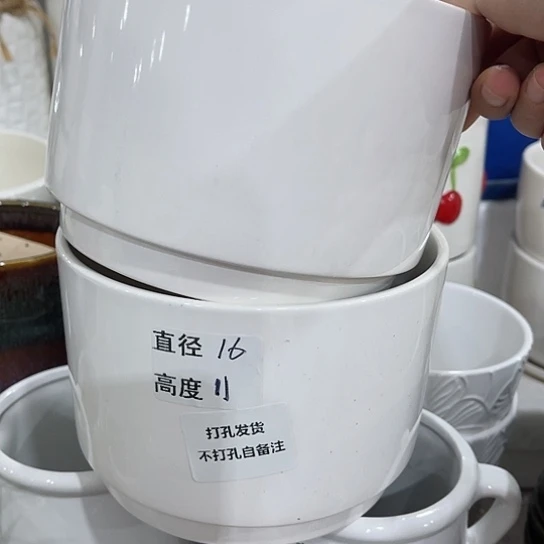 直径 16
高度 11
打孔发货
不打孔自备注